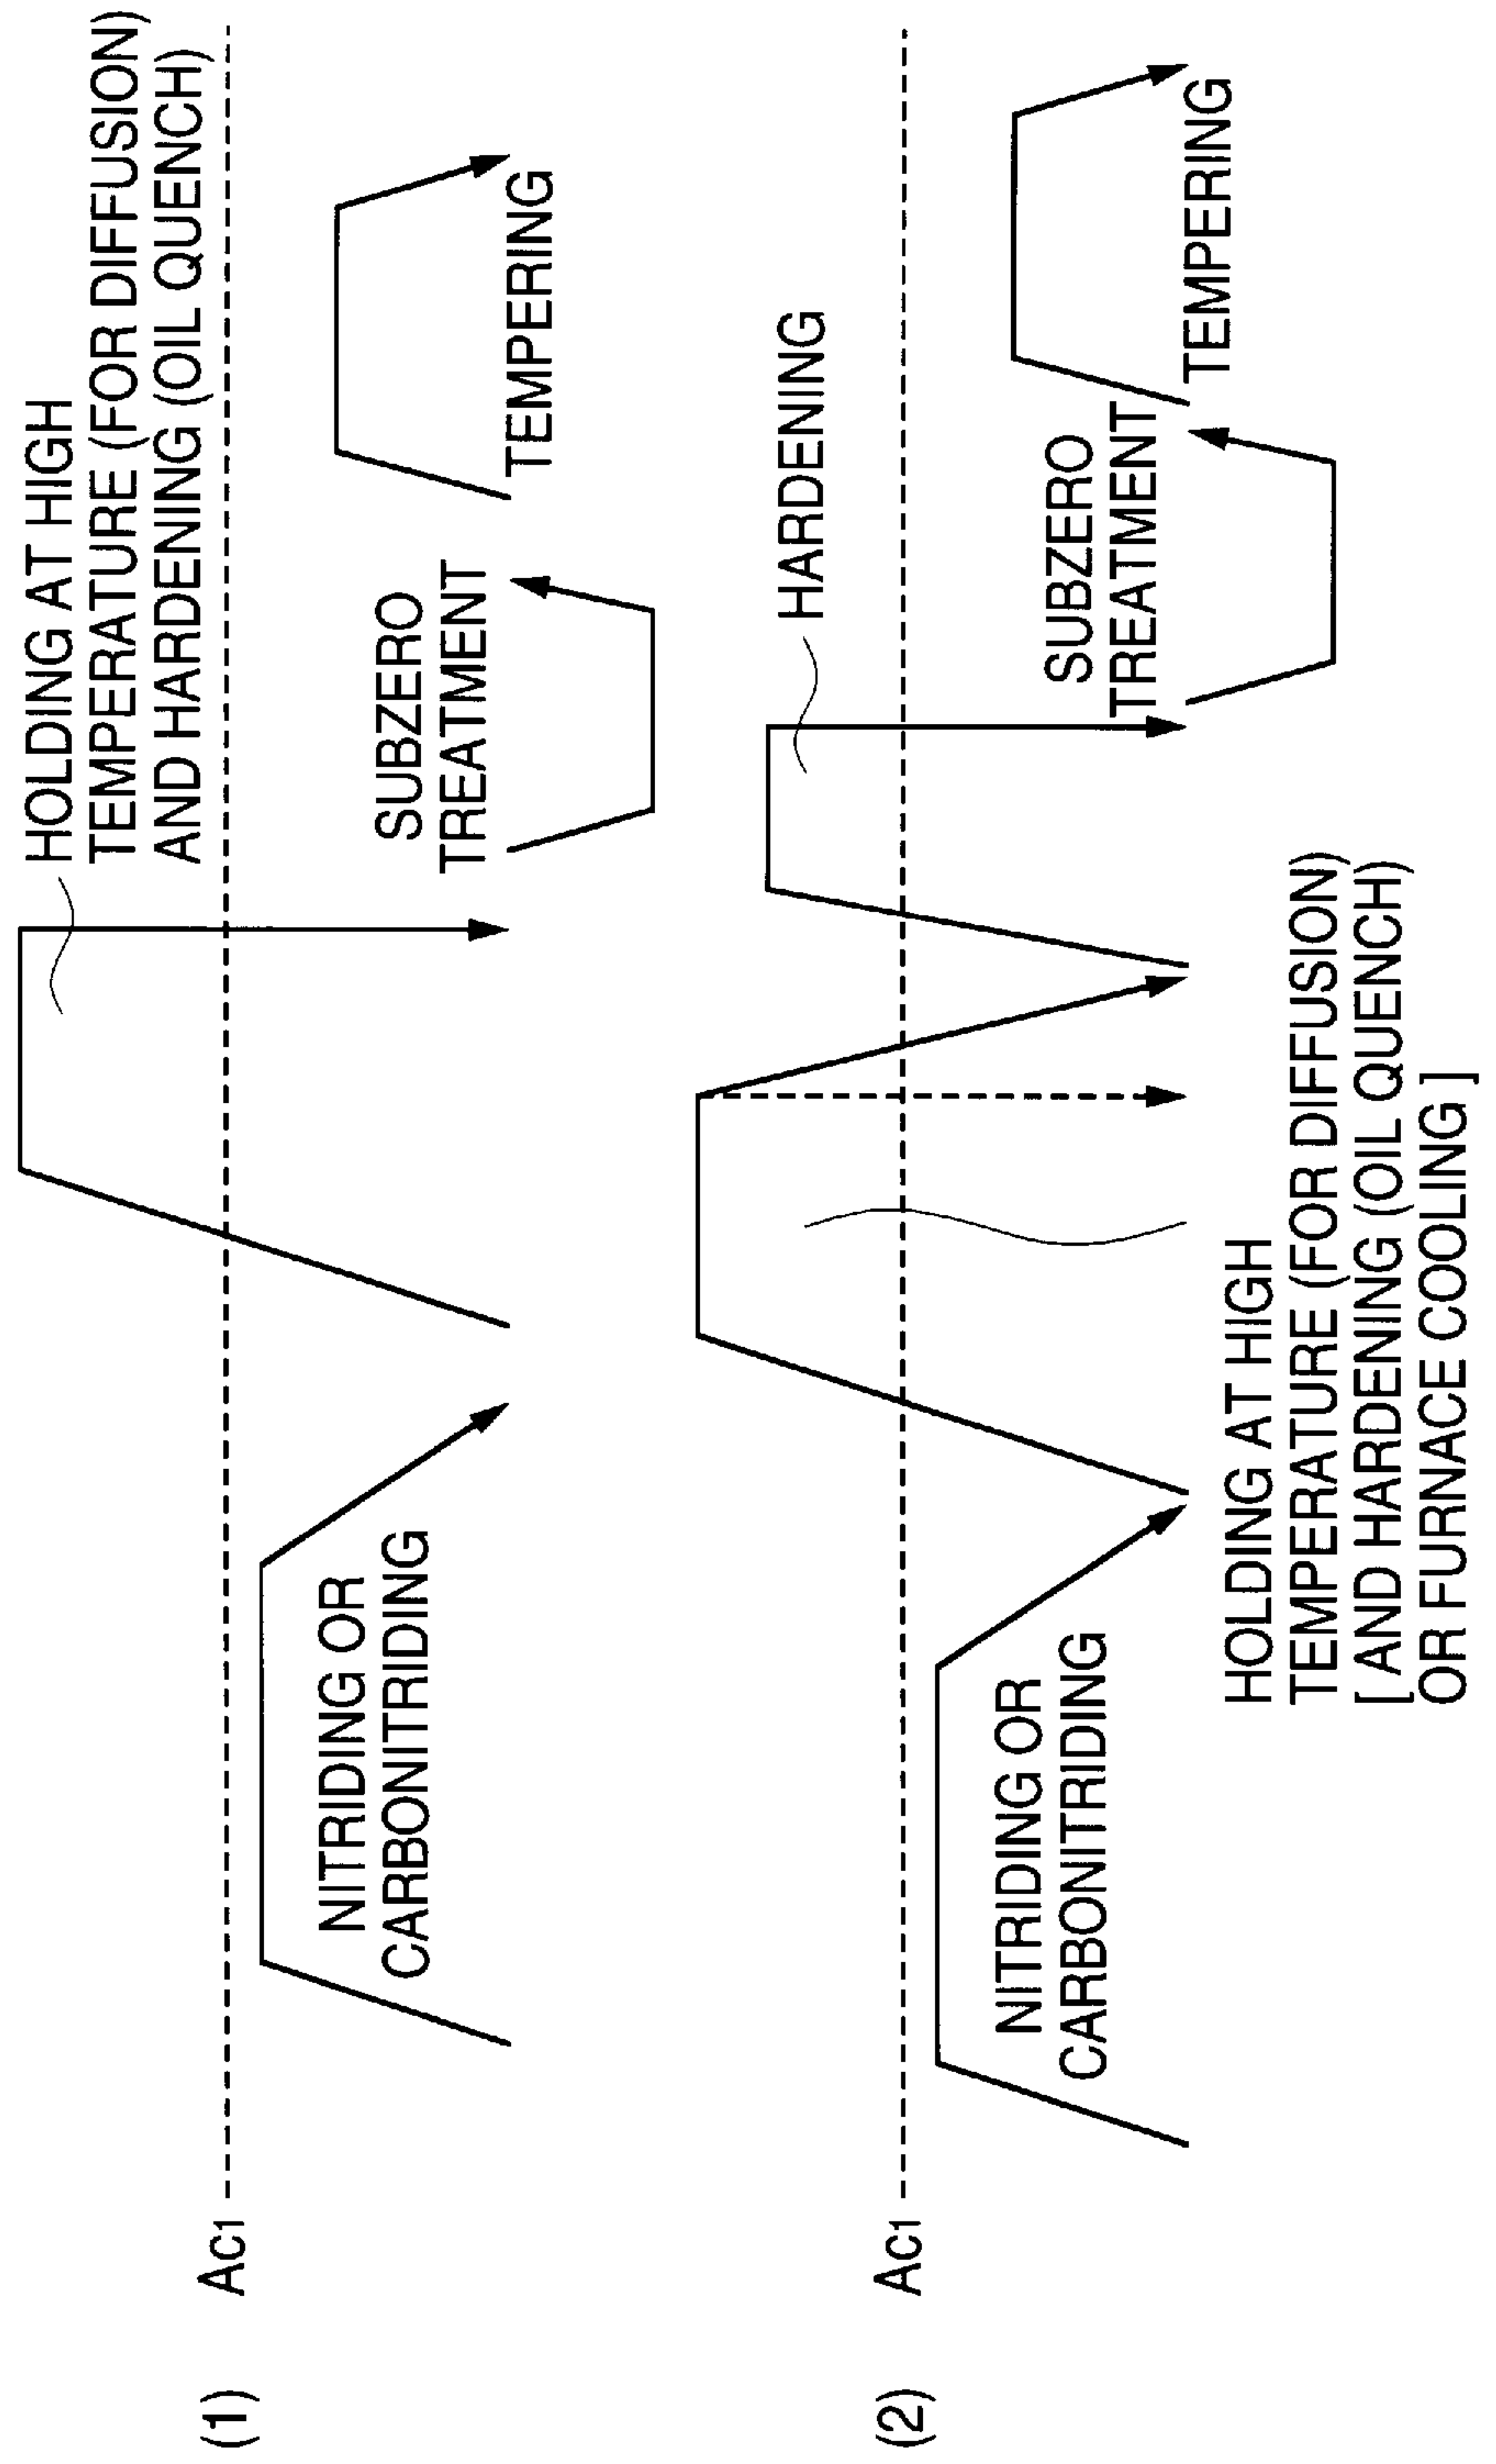 (1)
AC1
NITRIDING OR
CARBONITRIDING
HOLDING AT HIGH
TEMPERATURE (FOR DIFFUSION)
AND HARDENING (OIL QUENCH)
SUBZERO
TREATMENT
TEMPERING
(2)
AC1
NITRIDING OR
CARBONITRIDING
HOLDING AT HIGH
TEMPERATURE (FOR DIFFUSION)
[ AND HARDENING (OIL QUENCH)
OR FURNACE COOLING ]
HARDENING
SUBZERO
TREATMENT
TEMPERING